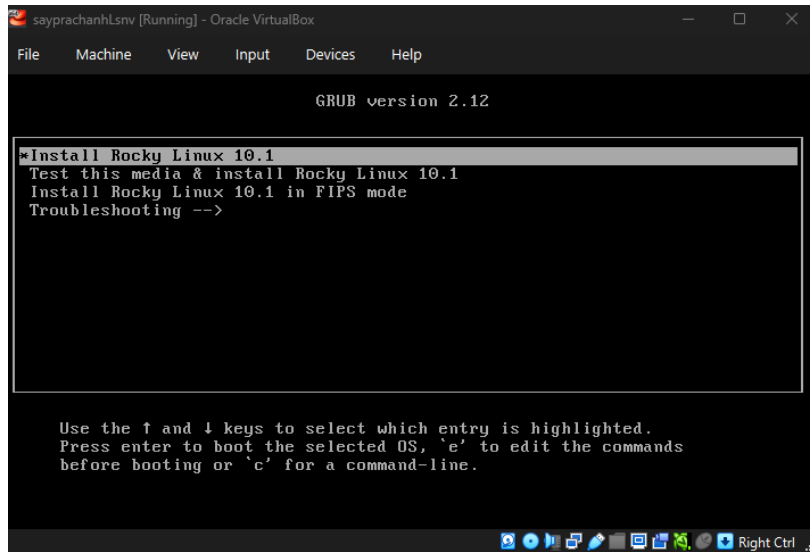 sayprachanhLsnv [Running] - Oracle VirtualBox
File Machine View Input Devices Help
GRUB version 2.12
*Install Rocky Linux 10.1
Test this media & install Rocky Linux 10.1
Install Rocky Linux 10.1 in FIPS mode
Troubleshooting -->
Use the ↑ and ↓ keys to select which entry is highlighted.
Press enter to boot the selected OS, `e' to edit the commands
before booting or `c' for a command-line.
Right Ctrl